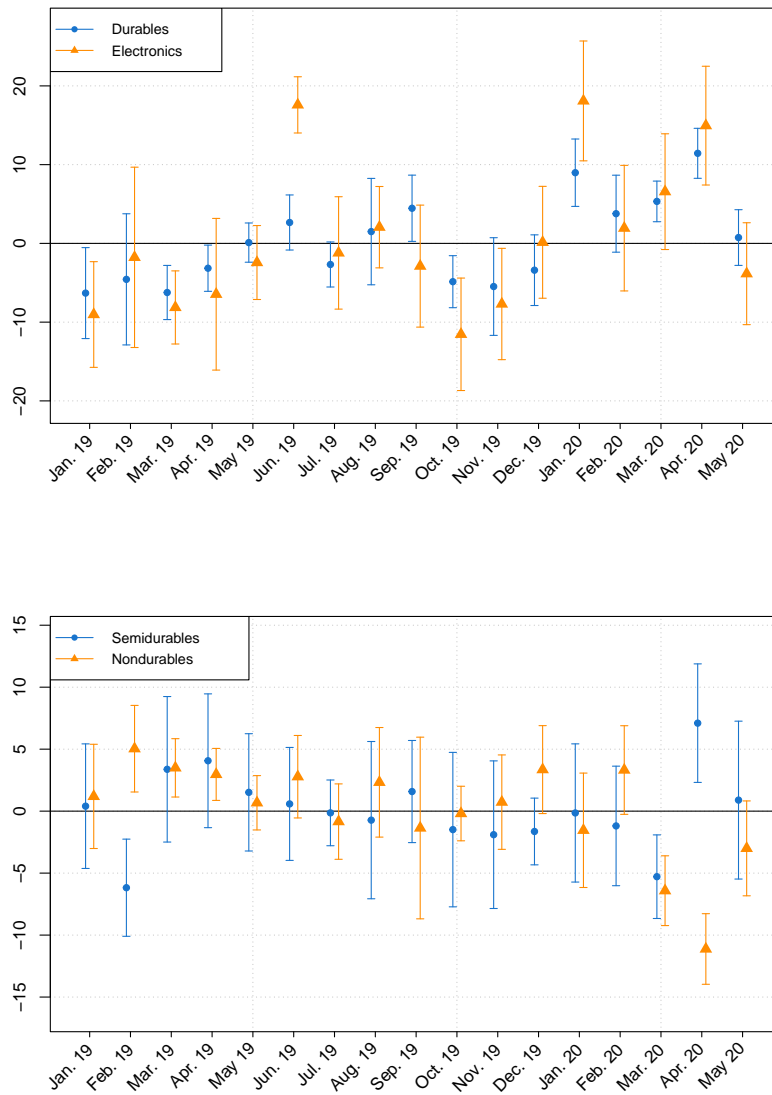 Durables
Electronics
20
10
0
−10
−20
Jan. 19
Feb. 19
Mar. 19
Apr. 19
May 19
Jun. 19
Jul. 19
Aug. 19
Sep. 19
Oct. 19
Nov. 19
Dec. 19
Jan. 20
Feb. 20
Mar. 20
Apr. 20
May 20
Semidurables
Nondurables
15
10
5
0
−5
−10
−15
Jan. 19
Feb. 19
Mar. 19
Apr. 19
May 19
Jun. 19
Jul. 19
Aug. 19
Sep. 19
Oct. 19
Nov. 19
Dec. 19
Jan. 20
Feb. 20
Mar. 20
Apr. 20
May 20